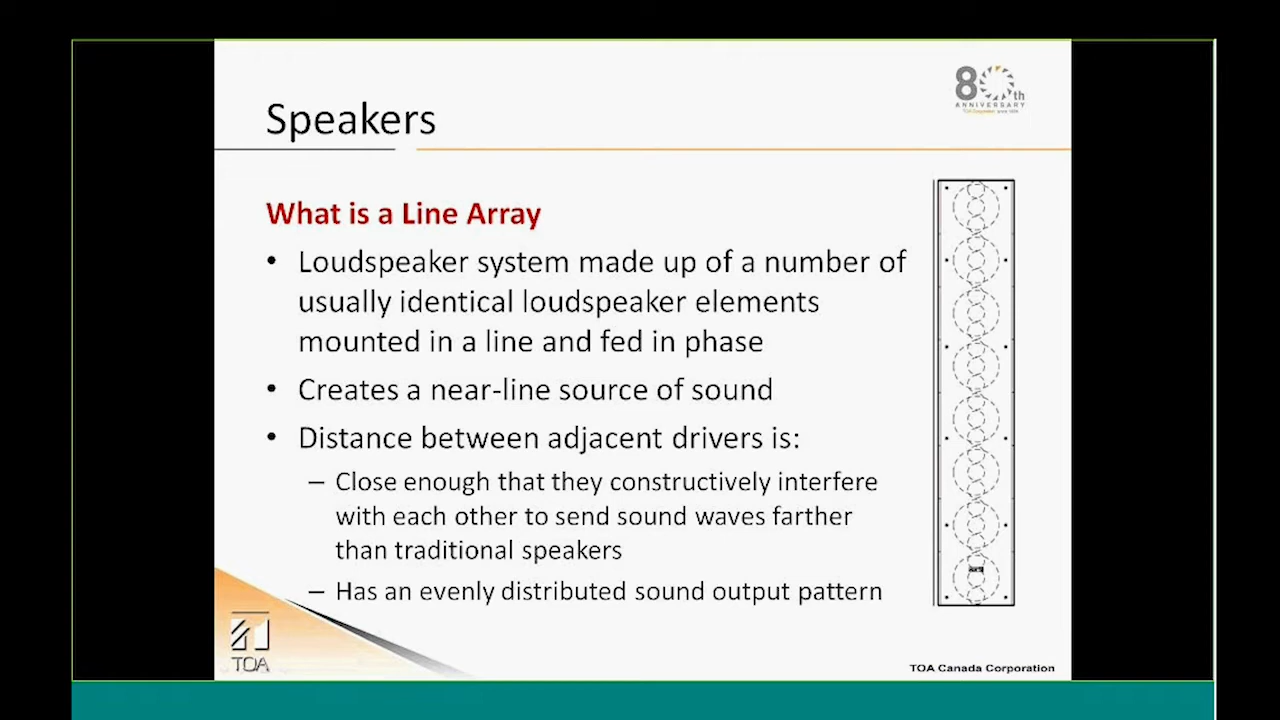 80th
ANNIVERSARY
Speakers
What is a Line Array
• Loudspeaker system made up of a number of
usually identical loudspeaker elements
mounted in a line and fed in phase
• Creates a near-line source of sound
• Distance between adjacent drivers is:
– Close enough that they constructively interfere
with each other to send sound waves farther
than traditional speakers
– Has an evenly distributed sound output pattern
TOA
TOA Canada Corporation